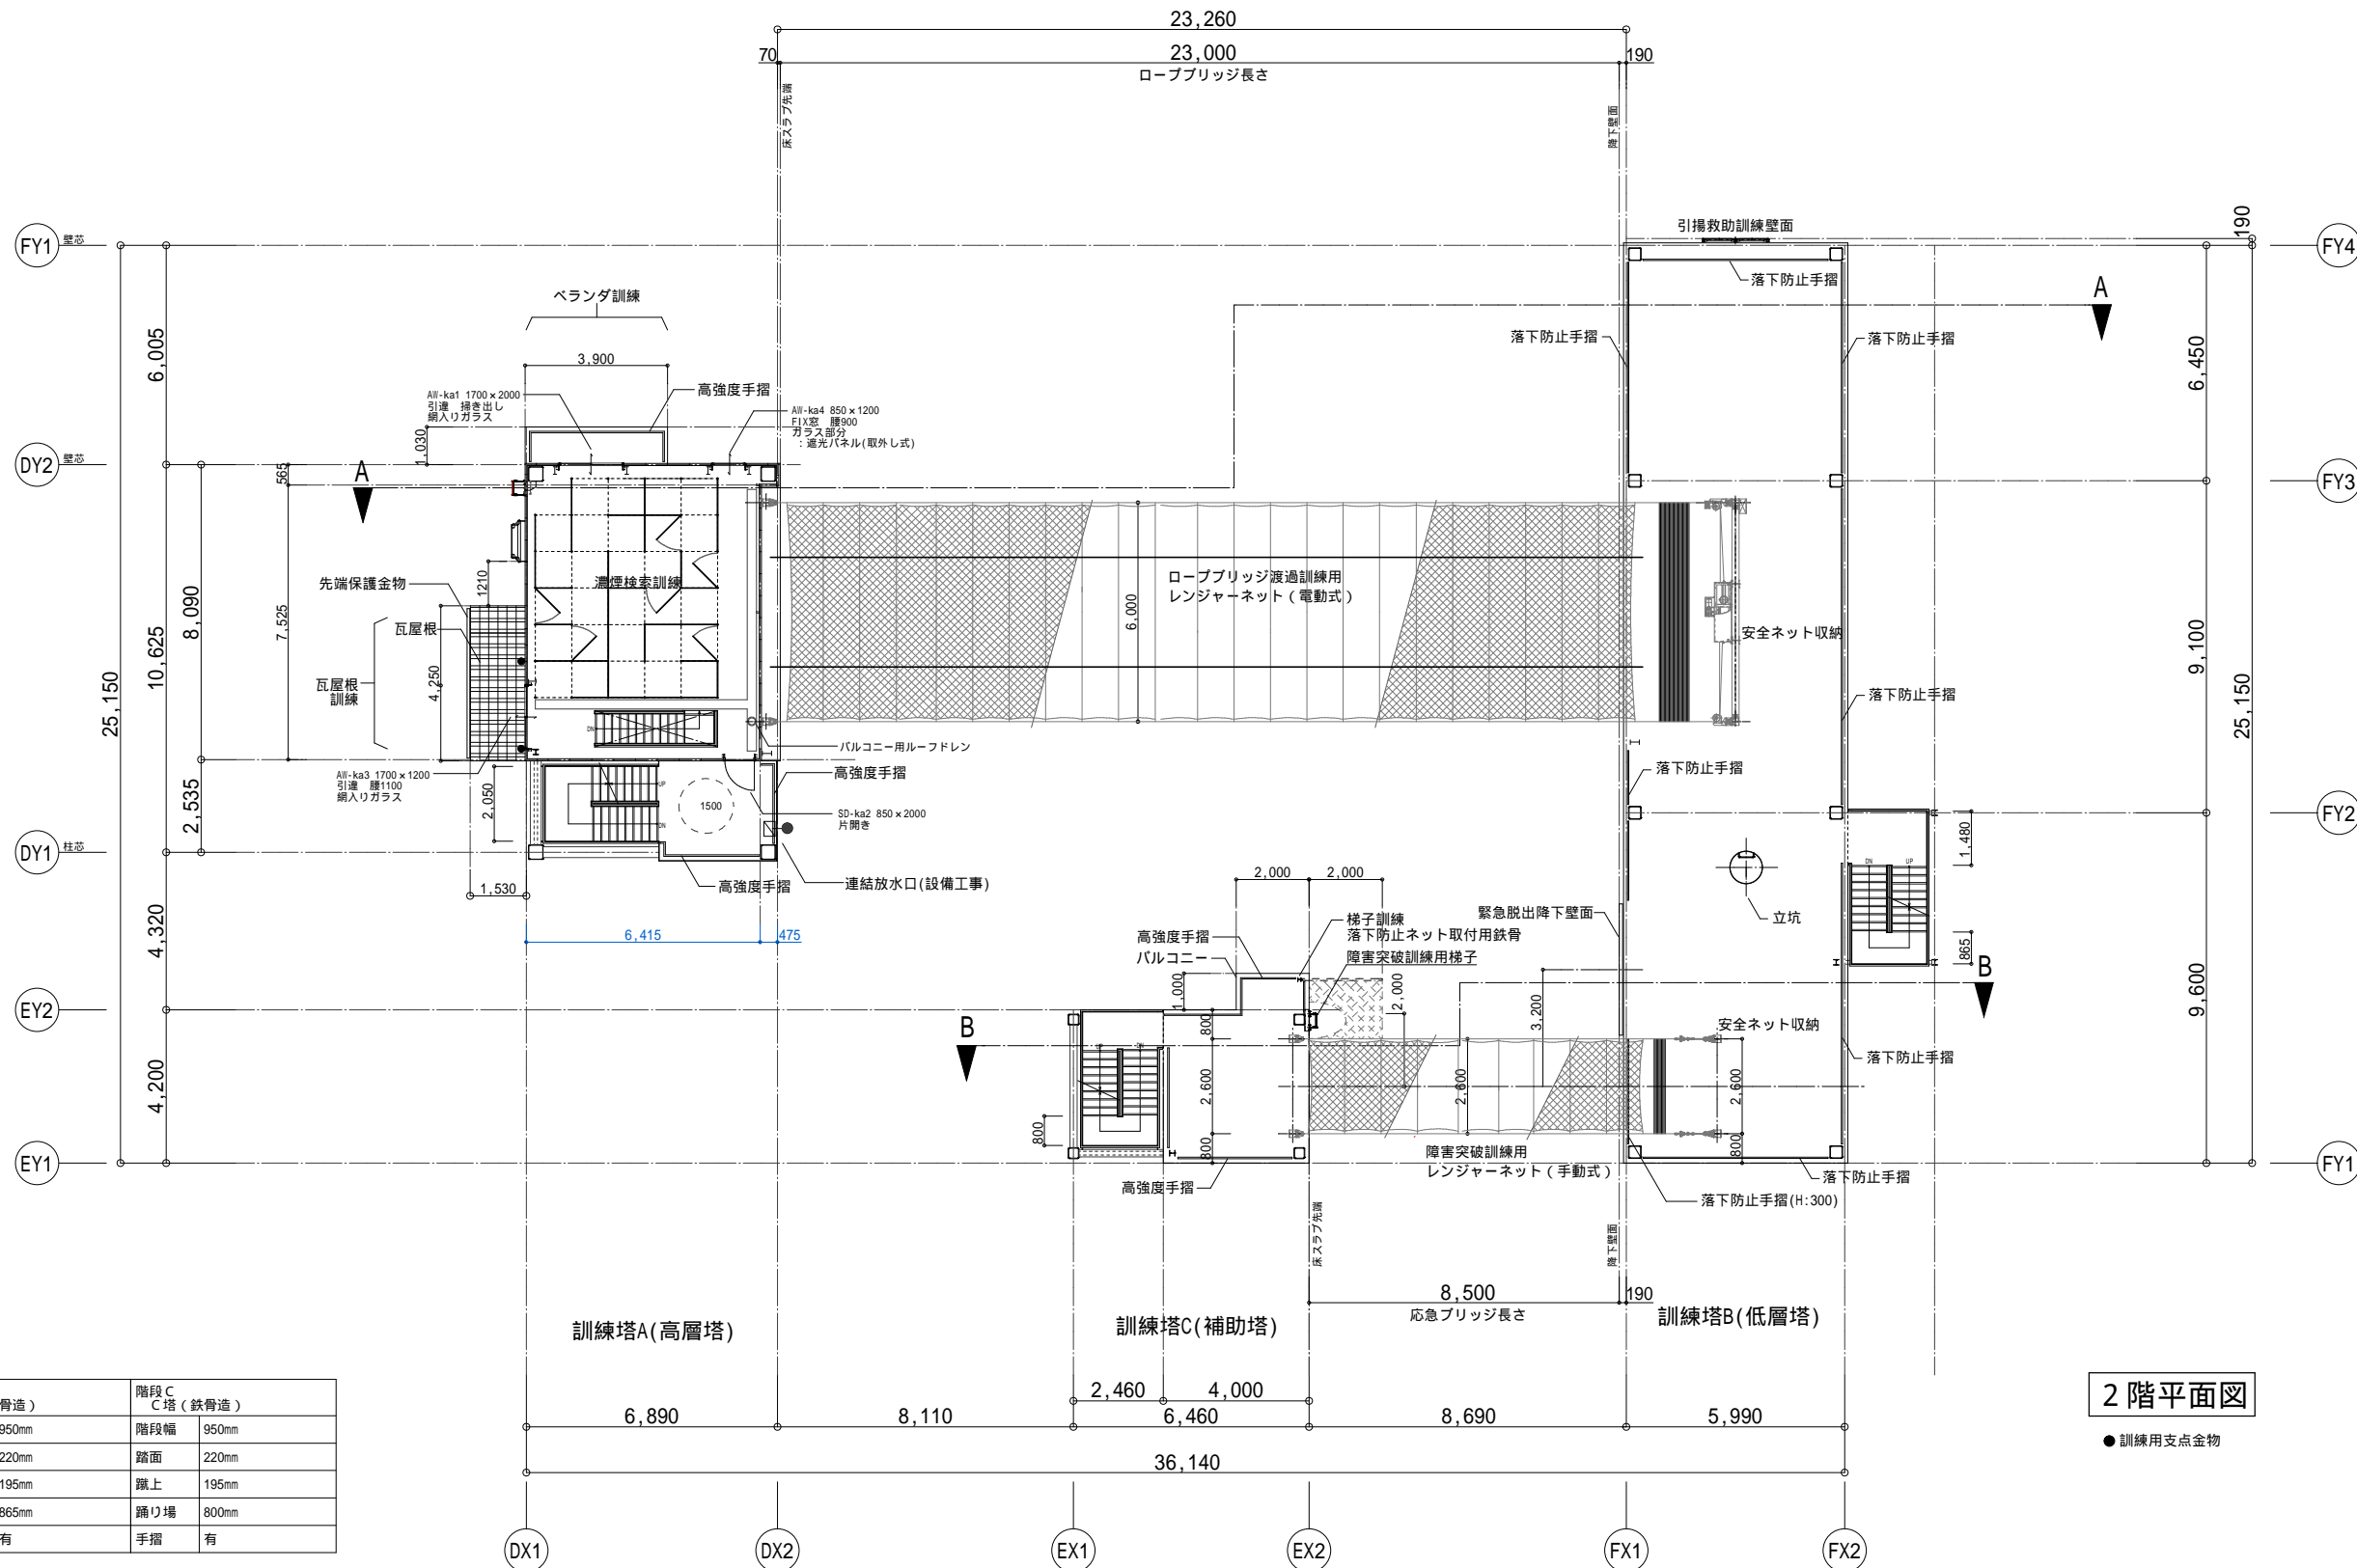 23,260
70
23,000
190
ロープブリッジ長さ
床スラブ先端
降下壁面
FY1
壁芯
引揚救助訓練壁面
190
FY4
落下防止手摺
ベランダ訓練
A
6,005
3,900
落下防止手摺
落下防止手摺
6,450
高強度手摺
AW-ka1 1700×2000
引違 掃き出し
網入りガラス
AW-ka4 850×1200
FIX窓 腰900
ガラス部分
:遮光パネル(取外し式)
1,030
DY2
壁芯
565
A
FY3
先端保護金物
1210
濃煙検索訓練
ロープブリッジ渡過訓練用
レンジャーネット(電動式)
6,000
安全ネット収納
8,090
7,525
10,625
25,150
瓦屋根
瓦屋根
訓練
4,250
9,100
25,150
落下防止手摺
DN
バルコニー用ルーフドレン
高強度手摺
落下防止手摺
AW-ka3 1700×1200
引違 腰1100
網入りガラス
2,050
UP
DN
1500
SD-ka2 850×2000
片開き
2,535
FY2
1,480
DY1
柱芯
DN
UP
1,530
高強度手摺
連結放水口(設備工事)
2,000
2,000
立坑
4,320
緊急脱出降下壁面
梯子訓練
落下防止ネット取付用鉄骨
高強度手摺
バルコニー
障害突破訓練用梯子
6,415
475
865
B
1,000
2,000
3,200
9,600
EY2
B
800
安全ネット収納
UP
DN
落下防止手摺
4,200
2,600
2,600
2,600
800
800
800
障害突破訓練用
レンジャーネット(手動式)
EY1
FY1
高強度手摺
落下防止手摺
落下防止手摺(H:300)
床スラブ先端
降下壁面
8,500
190
応急ブリッジ長さ
訓練塔A(高層塔)
訓練塔C(補助塔)
訓練塔B(低層塔)
2,460
4,000
6,890
8,110
6,460
8,690
5,990
36,140
2階平面図
●訓練用支点金物
骨造)
階段C
C塔(鉄骨造)
950mm
階段幅
950mm
220mm
踏面
220mm
195mm
蹴上
195mm
865mm
踊り場
800mm
有
手摺
有
DX1
DX2
EX1
EX2
FX1
FX2